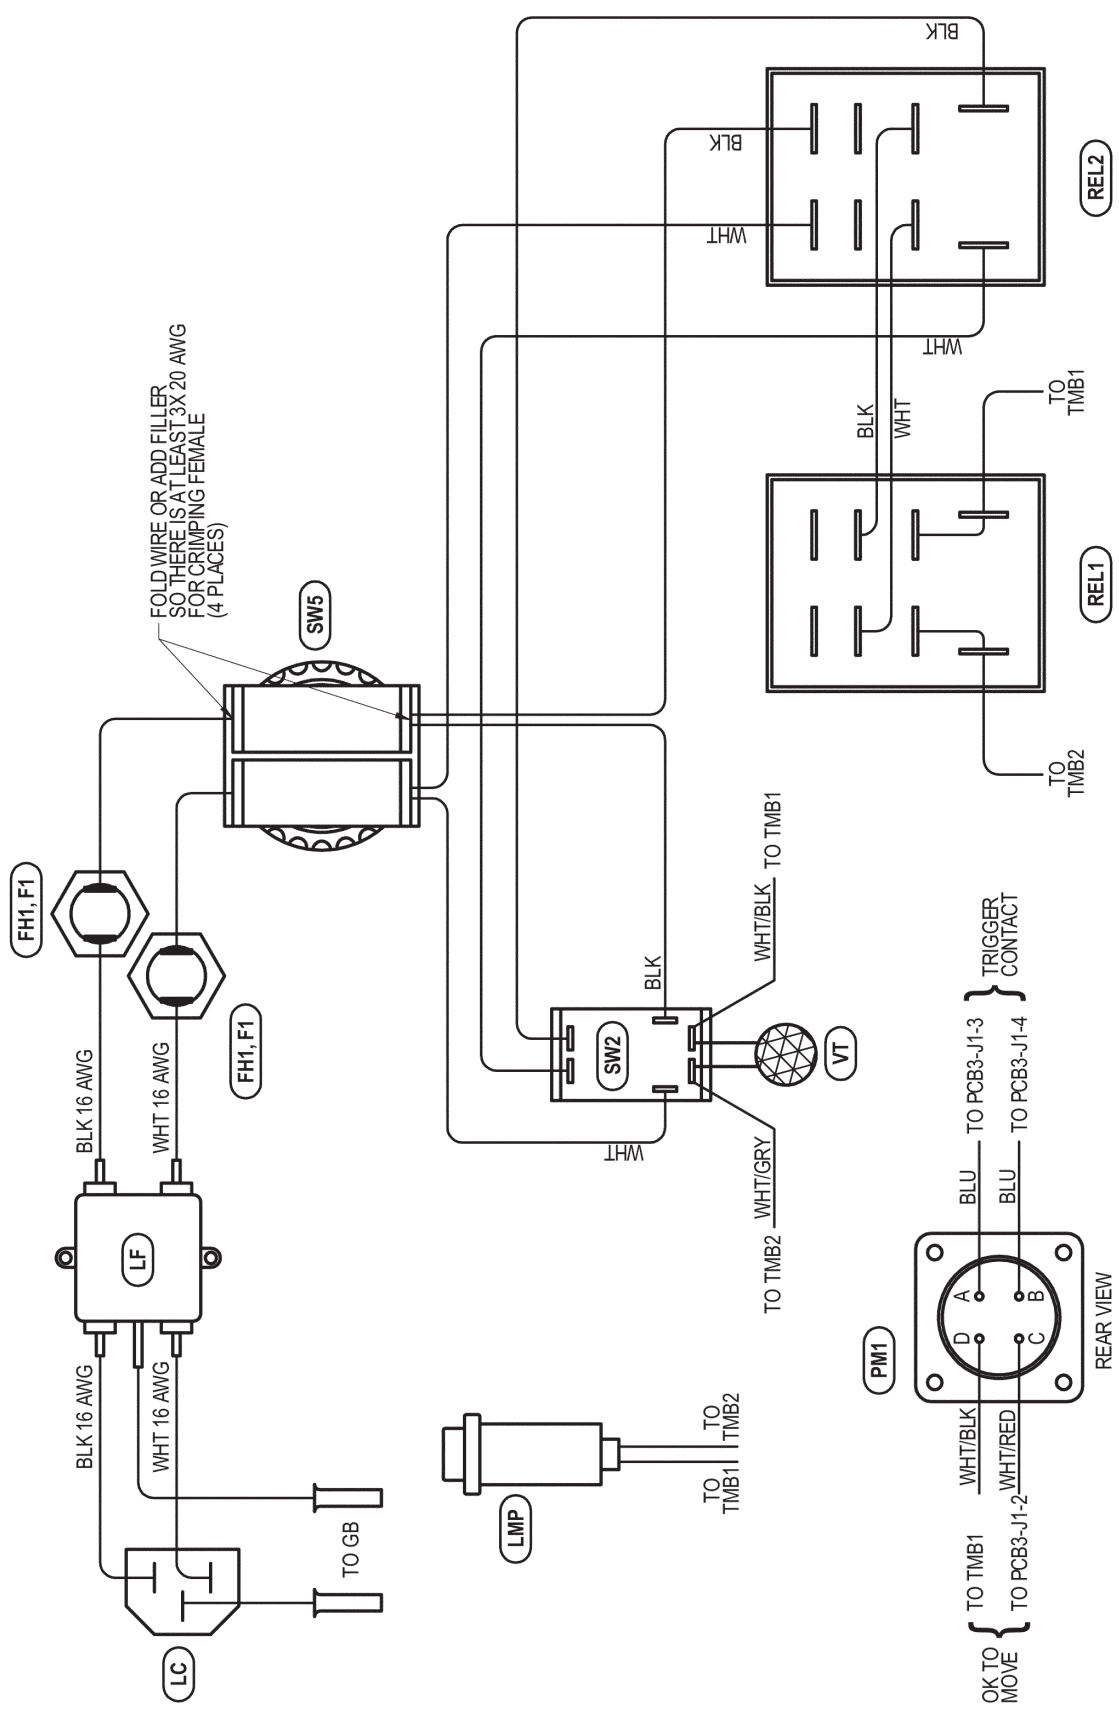 BLK
BLK
WHT
WHT
REL2
FOLD WIRE OR ADD FILLER
SO THERE IS AT LEAST 3X 20 AWG
FOR CRIMPING FEMALE
(4 PLACES)
SW5
BLK
WHT
TO
TMB1
REL1
TO
TMB2
FH1, F1
FH1, F1
BLK 16 AWG
WHT 16 AWG
LF
BLK 16 AWG
WHT 16 AWG
LC
TO GB
SW2
BLK
WHT
WHT/BLK
TO TMB1
WHT/GRY
TO TMB2
VT
LMP
TO
TMB1
TO
TMB2
TRIGGER
CONTACT
TO PCB3-J1-3
TO PCB3-J1-4
BLU
BLU
PM1
A
B
C
D
REAR VIEW
WHT/BLK
WHT/RED
TO TMB1
TO PCB3-J1-2
OK TO
MOVE